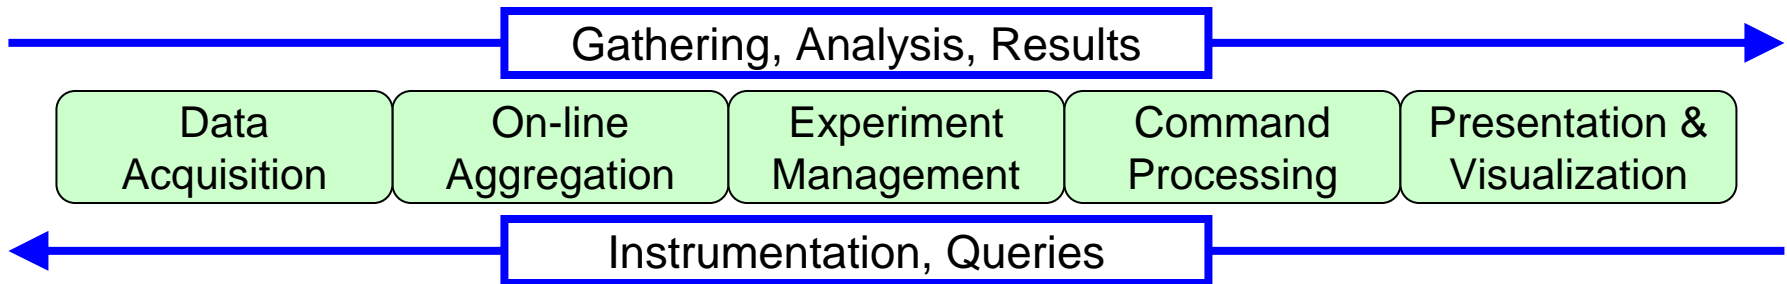 Gathering, Analysis, Results
Data
Acquisition
On-line
Aggregation
Experiment
Management
Command
Processing
Presentation &
Visualization
Instrumentation, Queries